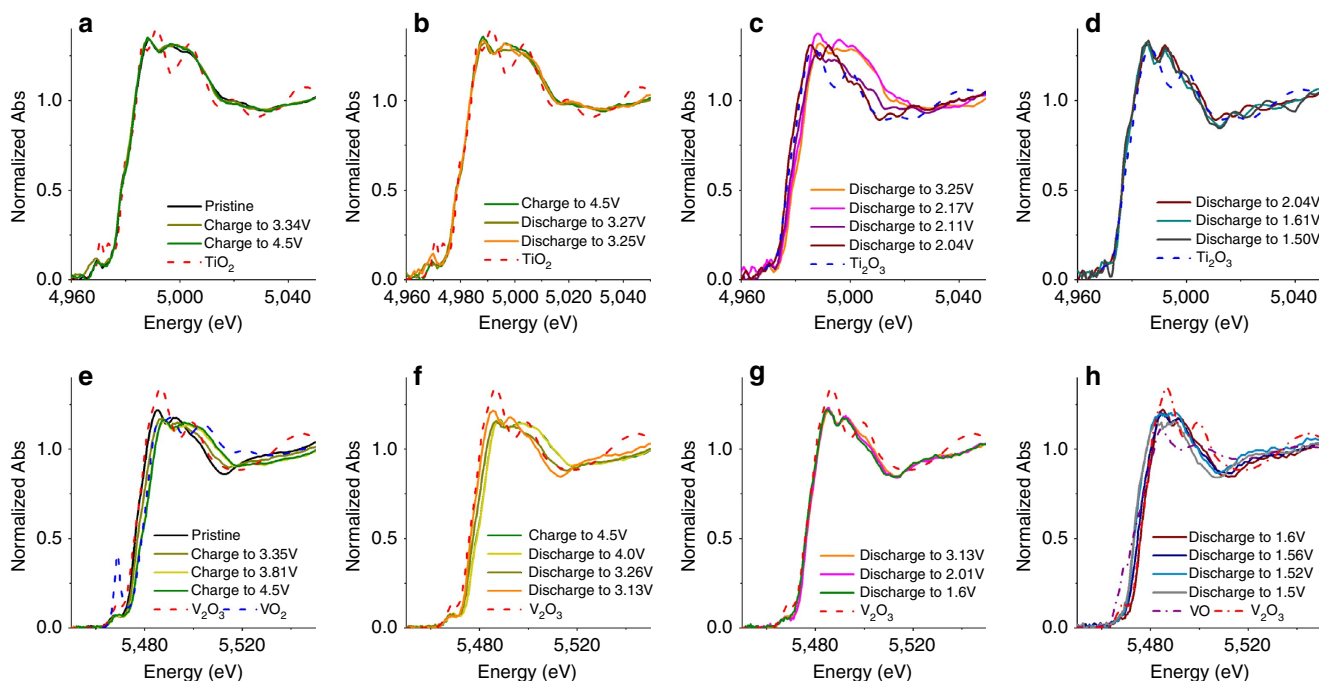 a
Normalized Abs
1.0
0.5
0.0
Pristine
Charge to 3.34V
Charge to 4.5V
TiO2
4,960
5,000
5,040
Energy (eV)
b
Normalized Abs
1.0
0.5
0.0
Charge to 4.5V
Discharge to 3.27V
Discharge to 3.25V
TiO2
4,960
4,980
5,000
5,020
5,040
Energy (eV)
c
Normalized Abs
1.0
0.5
0.0
Discharge to 3.25V
Discharge to 2.17V
Discharge to 2.11V
Discharge to 2.04V
Ti2O3
4,960
5,000
5,040
Energy (eV)
d
Normalized Abs
1.0
0.5
0.0
Discharge to 2.04V
Discharge to 1.61V
Discharge to 1.50V
Ti2O3
4,960
5,000
5,040
Energy (eV)
e
Normalized Abs
1.0
0.5
0.0
Pristine
Charge to 3.35V
Charge to 3.81V
Charge to 4.5V
V2O3 VO2
5,480
5,520
Energy (eV)
f
Normalized Abs
1.0
0.5
0.0
Charge to 4.5V
Discharge to 4.0V
Discharge to 3.26V
Discharge to 3.13V
V2O3
5,480
5,520
Energy (eV)
g
Normalized Abs
1.0
0.5
0.0
Discharge to 3.13V
Discharge to 2.01V
Discharge to 1.6V
V2O3
5,480
5,520
Energy (eV)
h
Normalized Abs
1.0
0.5
0.0
Discharge to 1.6V
Discharge to 1.56V
Discharge to 1.52V
Discharge to 1.5V
VO V2O3
5,480
5,520
Energy (eV)